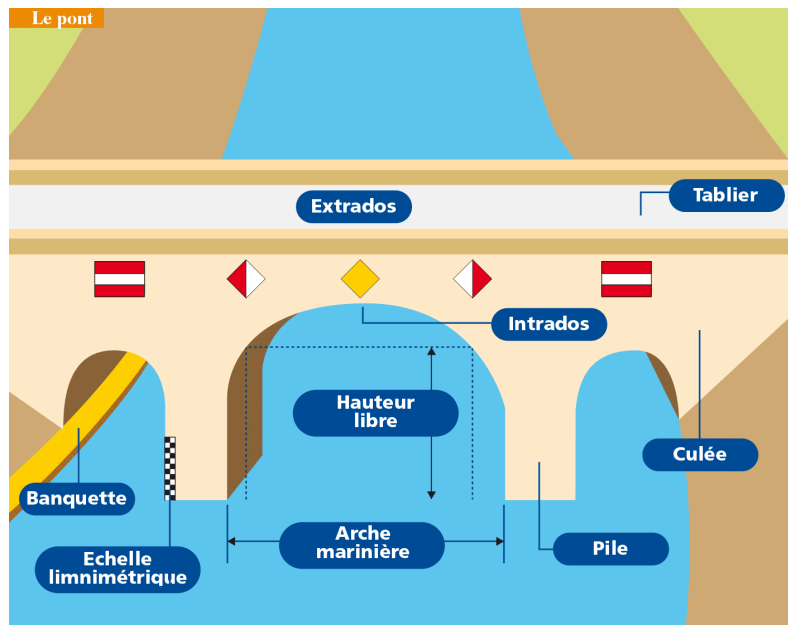 Le pont
Extrados
Tablier
Intrados
Hauteur
libre
Culée
Banquette
Arche
marinière
Pile
Echelle
limnimétrique